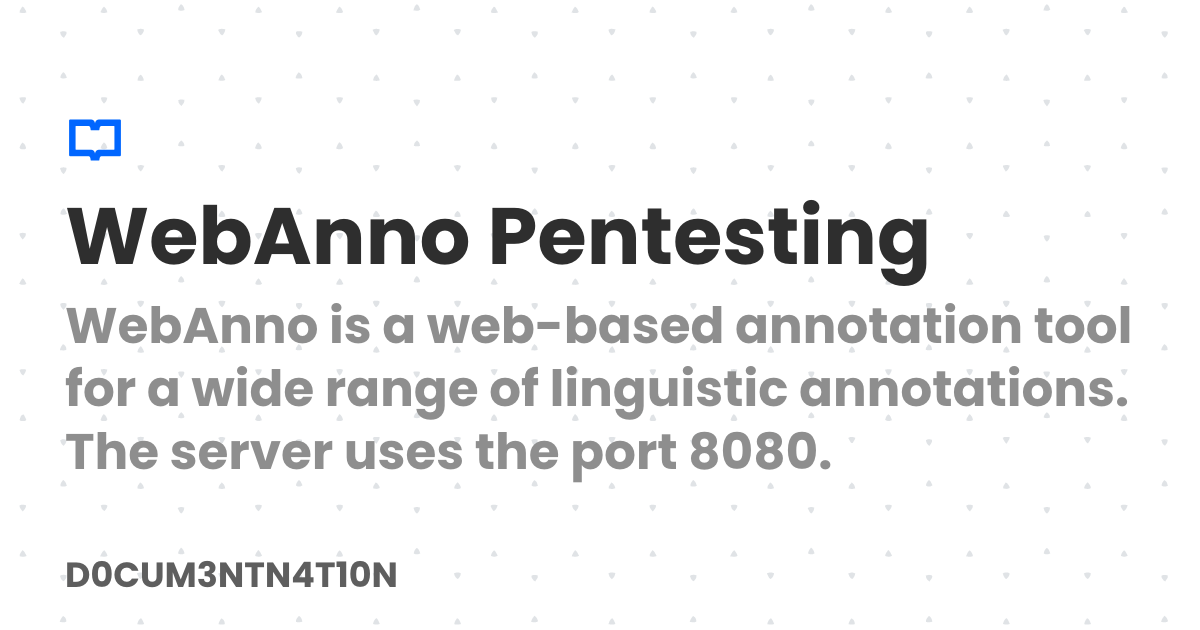 WebAnno Pentesting
WebAnno is a web-based annotation tool
for a wide range of linguistic annotations.
The server uses the port 8080.
D0CUM3NTN4T10N